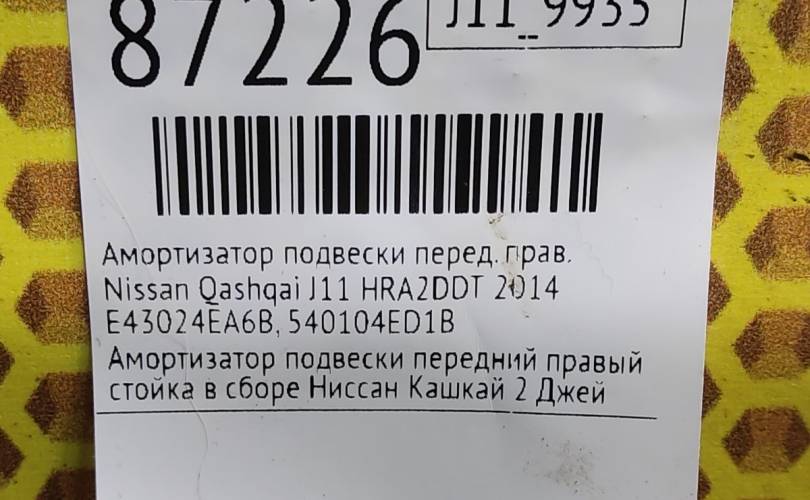 87226
J11_9935
Амортизатор подвески перед. прав.
Nissan Qashqai J11 HRA2DDT 2014
E43024EA6B, 540104ED1B
Амортизатор подвески передний правый
стойка в сборе Ниссан Кашкай 2 Джей